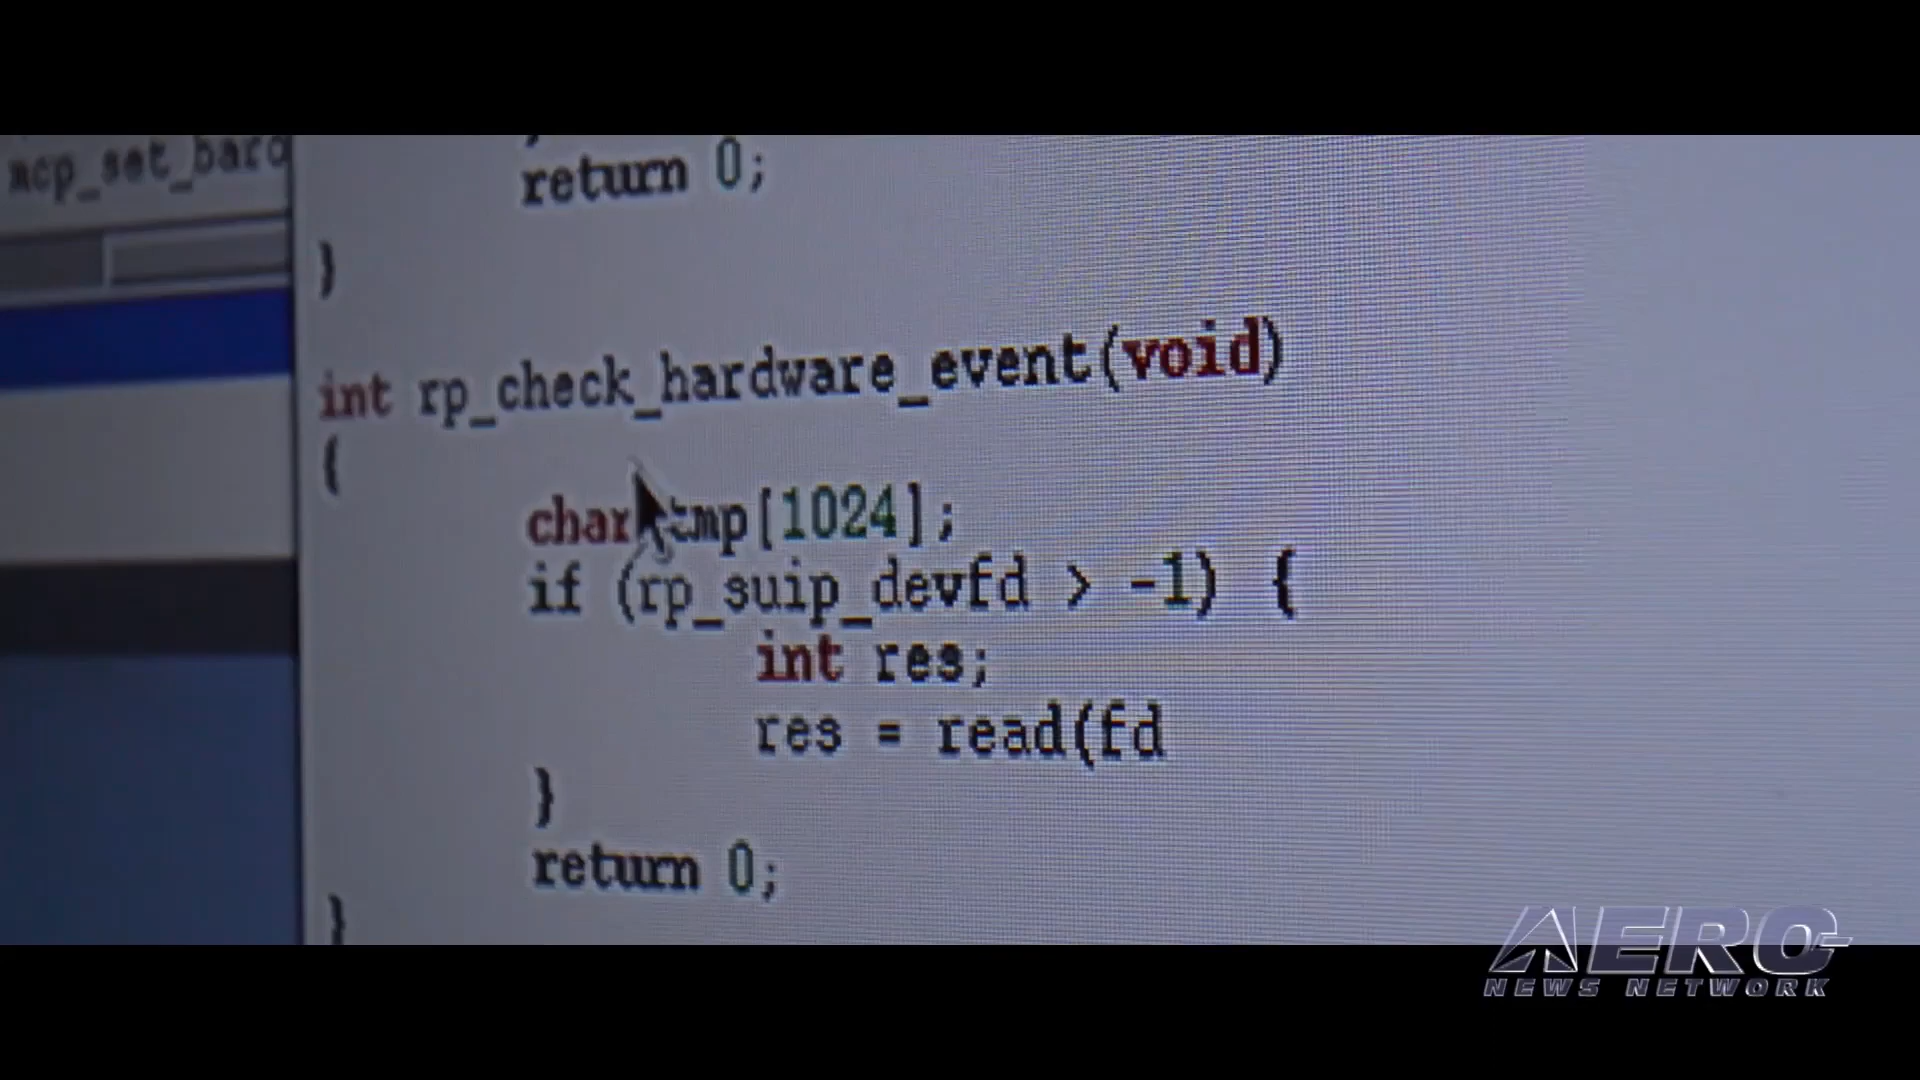 mcp_set_hard
return 0;
}
int rp_check_hardware_event(void)
{
char tmp[1024];
if (rp_suip_devfd > -1) {
int res;
res = read(fd
}
return 0;
}
AERO
NEWS NETWORK